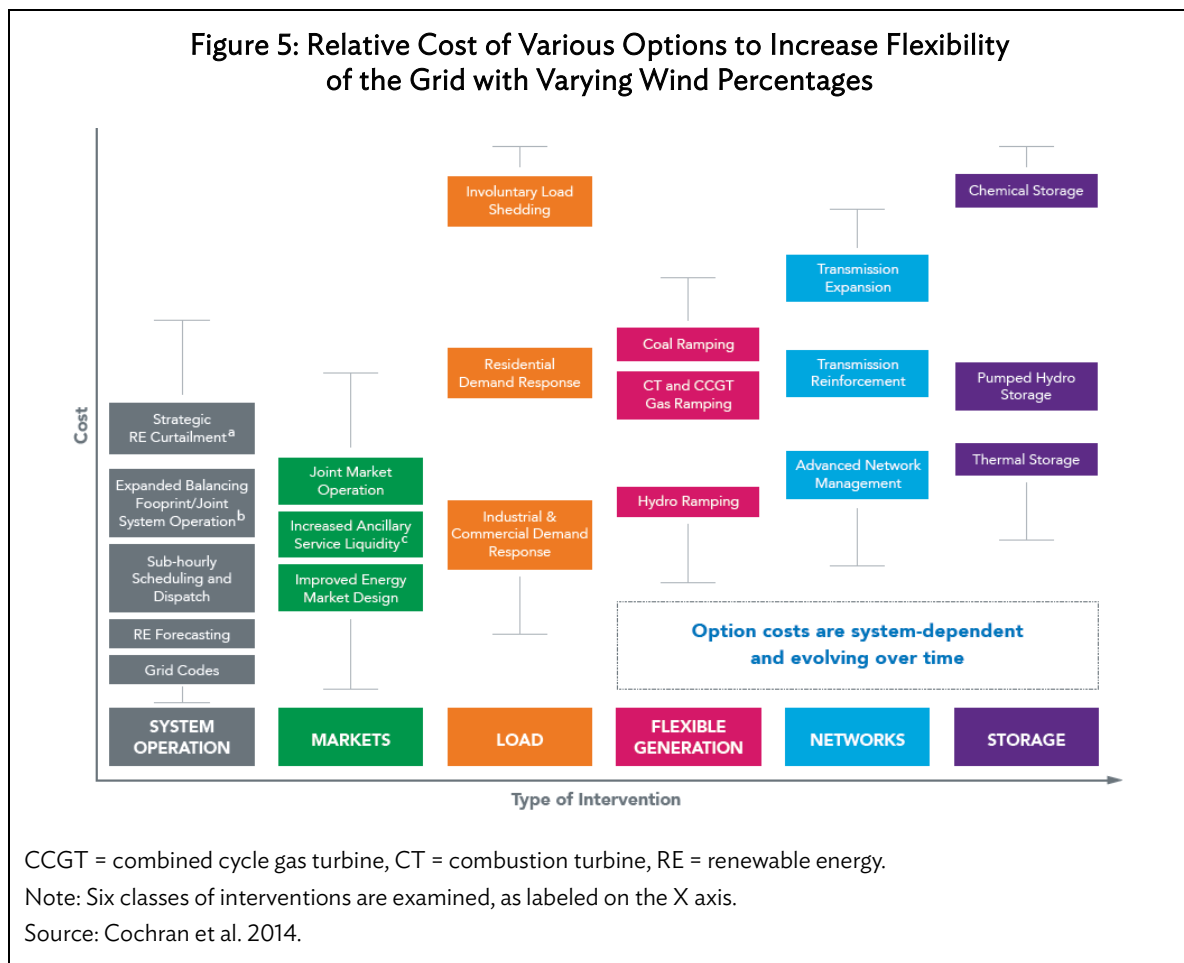 Figure 5: Relative Cost of Various Options to Increase Flexibility
of the Grid with Varying Wind Percentages
Cost
Strategic
RE Curtailmentᵃ
Expanded Balancing
Fooprint/Joint
System Operationᵇ
Sub-hourly
Scheduling and
Dispatch
RE Forecasting
Grid Codes
SYSTEM
OPERATION
Joint Market
Operation
Increased Ancillary
Service Liquidityᶜ
Improved Energy
Market Design
MARKETS
Involuntary Load
Shedding
Residential
Demand Response
Industrial &
Commercial Demand
Response
LOAD
Coal Ramping
CT and CCGT
Gas Ramping
Hydro Ramping
FLEXIBLE
GENERATION
Transmission
Expansion
Transmission
Reinforcement
Advanced Network
Management
NETWORKS
Chemical Storage
Pumped Hydro
Storage
Thermal Storage
STORAGE
Option costs are system-dependent
and evolving over time
Type of Intervention
CCGT = combined cycle gas turbine, CT = combustion turbine, RE = renewable energy.
Note: Six classes of interventions are examined, as labeled on the X axis.
Source: Cochran et al. 2014.